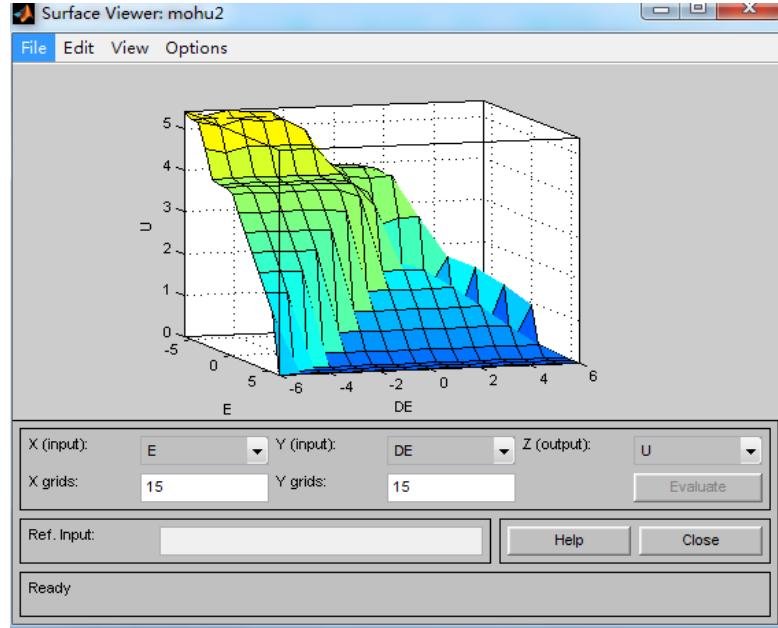 Surface Viewer: mohu2
File Edit View Options
5
4
3
2
1
0
U
-5
0
5
E
-6
-4
-2
0
2
4
6
DE
X (input): E Y (input): DE Z (output): U
X grids: 15 Y grids: 15 Evaluate
Ref. Input: Help Close
Ready